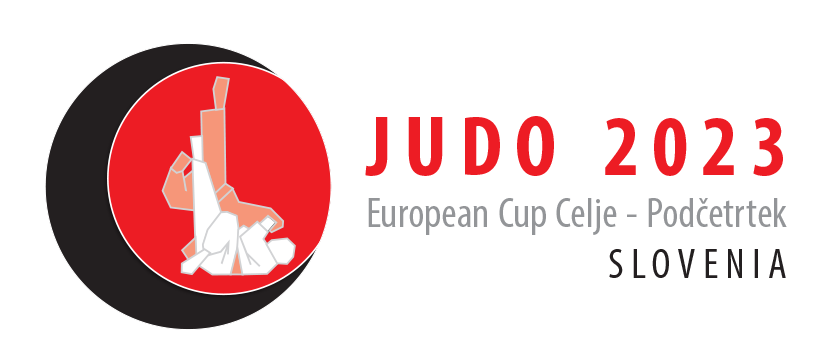 JUDO 2023
European Cup Celje - Podčetrtek
SLOVENIA